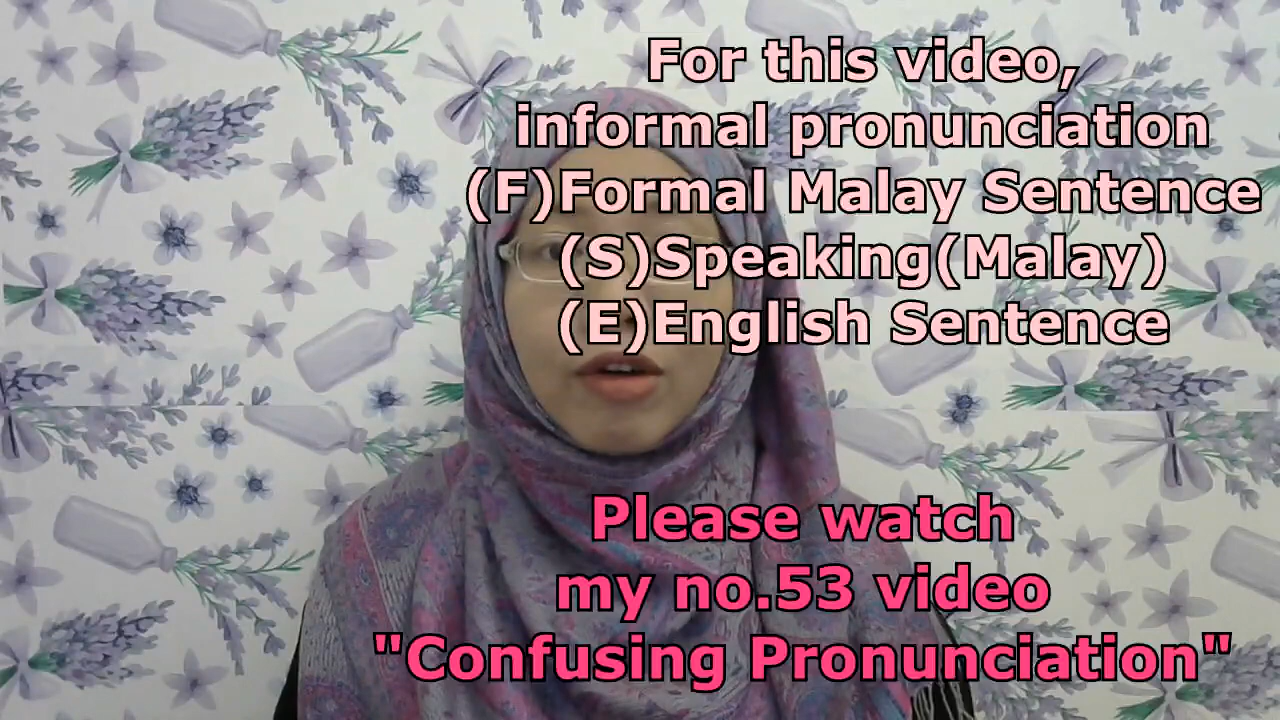 For this video,
informal pronunciation
(F)Formal Malay Sentence
(S)Speaking(Malay)
(E)English Sentence
Please watch
my no.53 video
"Confusing Pronunciation"